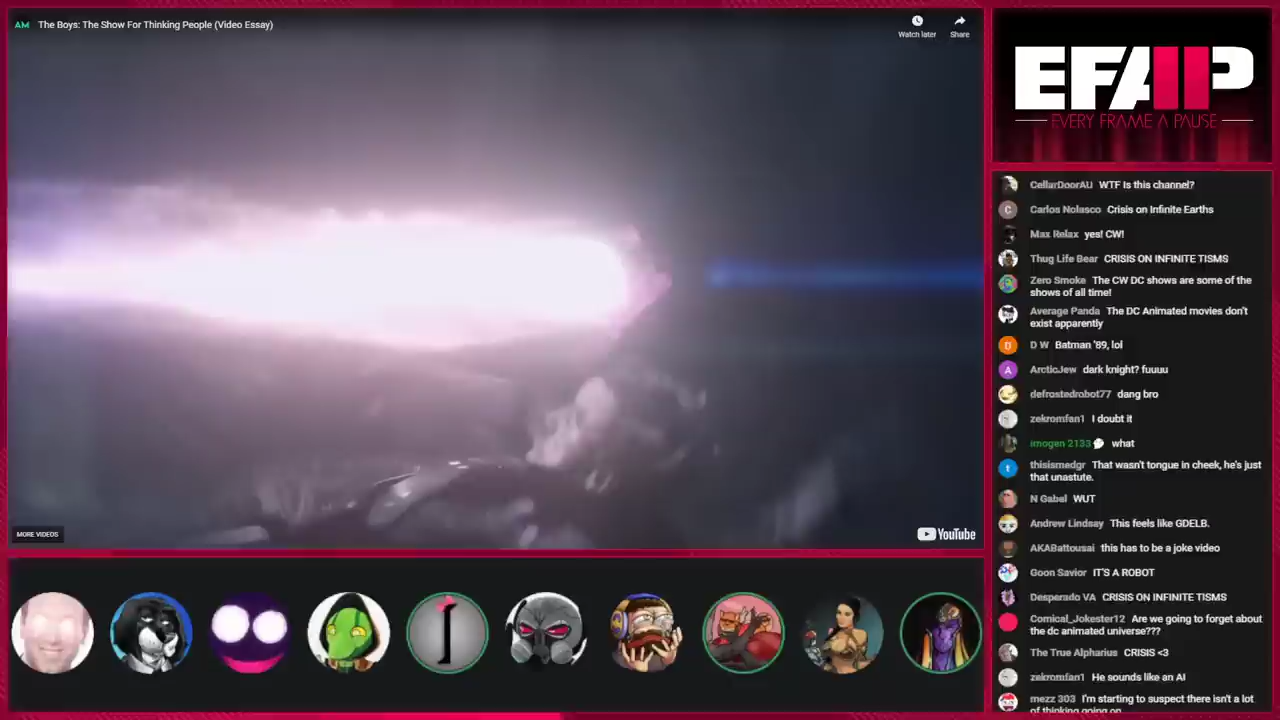 AM The Boys: The Show For Thinking People (Video Essay)
Watch later
Share
MORE VIDEOS
YouTube
EFAP
EVERY FRAME A PAUSE
CellarDoorAU WTF Is this channel?
C Carlos Nolasco Crisis on Infinite Earths
Max Relax yes! CW!
Thug Life Bear CRISIS ON INFINITE TISMS
Zero Smoke The CW DC shows are some of the
shows of all time!
Average Panda The DC Animated movies don't
exist apparently
D D W Batman '89, lol
A ArcticJew dark knight? fuuuu
defrostedrobot77 dang bro
zekromfan1 I doubt it
imogen 2133 what
t thisismedgr That wasn't tongue in cheek, he's just
that unastute.
N Gabel WUT
Andrew Lindsay This feels like GDELB.
AKABattousai this has to be a joke video
Goon Savior IT'S A ROBOT
Desperado VA CRISIS ON INFINITE TISMS
Comical_Jokester12 Are we going to forget about
the dc animated universe???
The True Alpharius CRISIS <3
zekromfan1 He sounds like an AI
mezz 303 I'm starting to suspect there isn't a lot
of thinking going on